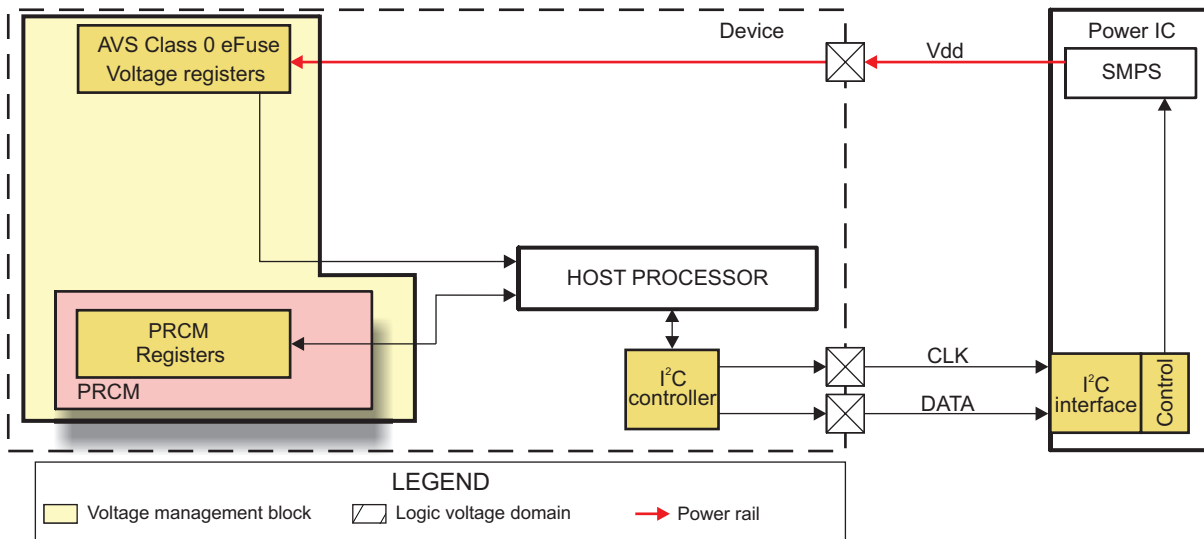 AVS Class 0 eFuse
Voltage registers
Device
Vdd
Power IC
SMPS
HOST PROCESSOR
PRCM
Registers
PRCM
I²C
controller
CLK
DATA
I²C
interface
Control
LEGEND
Voltage management block
Logic voltage domain
Power rail